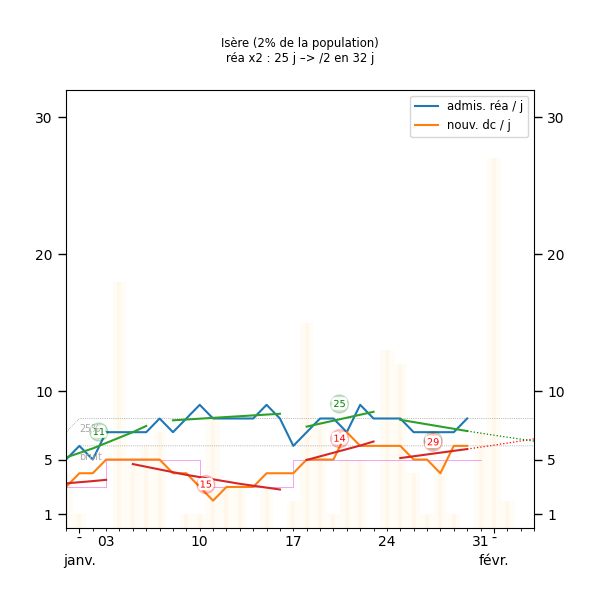 Isère (2% de la population)
réa x2 : 25 j –> /2 en 32 j
admis. réa / j
nouv. dc / j
30 30
20 20
10 10
25
25%
11
14
29
bruit
5 5
15
1 1
- 03 10 17 24 31 -
janv. févr.